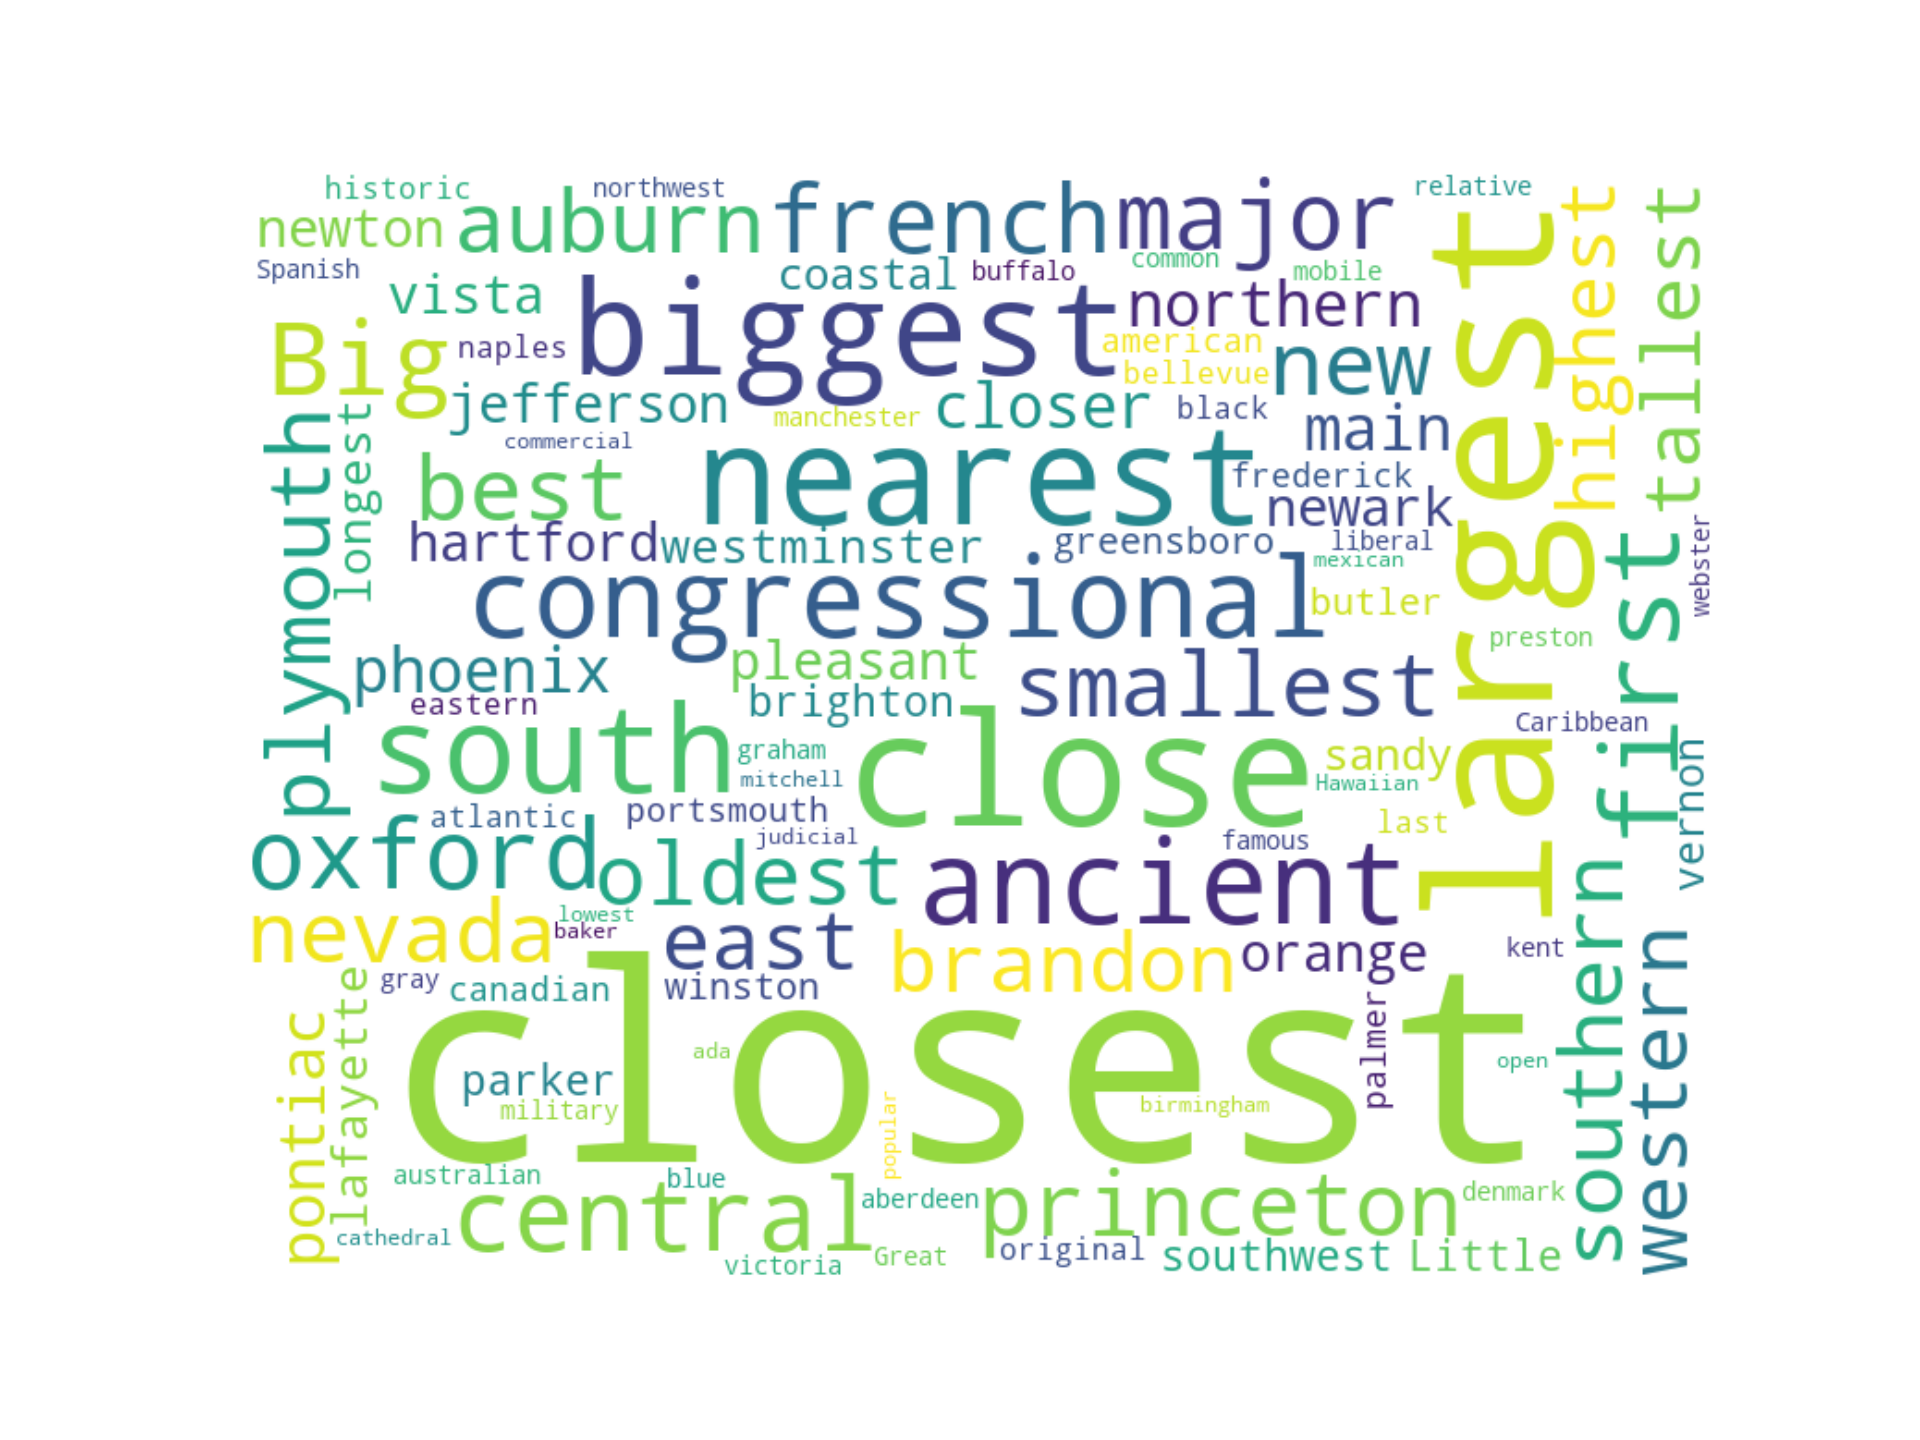 historic
northwest
relative
newton
auburn
french
major
highest
tallest
Spanish
coastal
buffalo
common
mobile
vista
biggest
northern
largest
Big
naples
american
new
bellevue
jefferson
manchester
closer
black
main
plymouth
longest
commercial
best
nearest
frederick
newark
hartford
westminster
greensboro
liberal
mexican
webster
congressional
butler
first
preston
phoenix
pleasant
smallest
eastern
brighton
Caribbean
south
graham
close
sandy
mitchell
Hawaiian
vernon
atlantic
portsmouth
last
oxford
judicial
famous
oldest
ancient
southern
nevada
lowest
baker
east
brandon
orange
kent
western
gray
canadian
winston
lafayette
pontiac
closest
palmer
ada
open
parker
military
birmingham
popular
australian
blue
central
aberdeen
princeton
denmark
cathedral
victoria
Great
original
southwest
Little